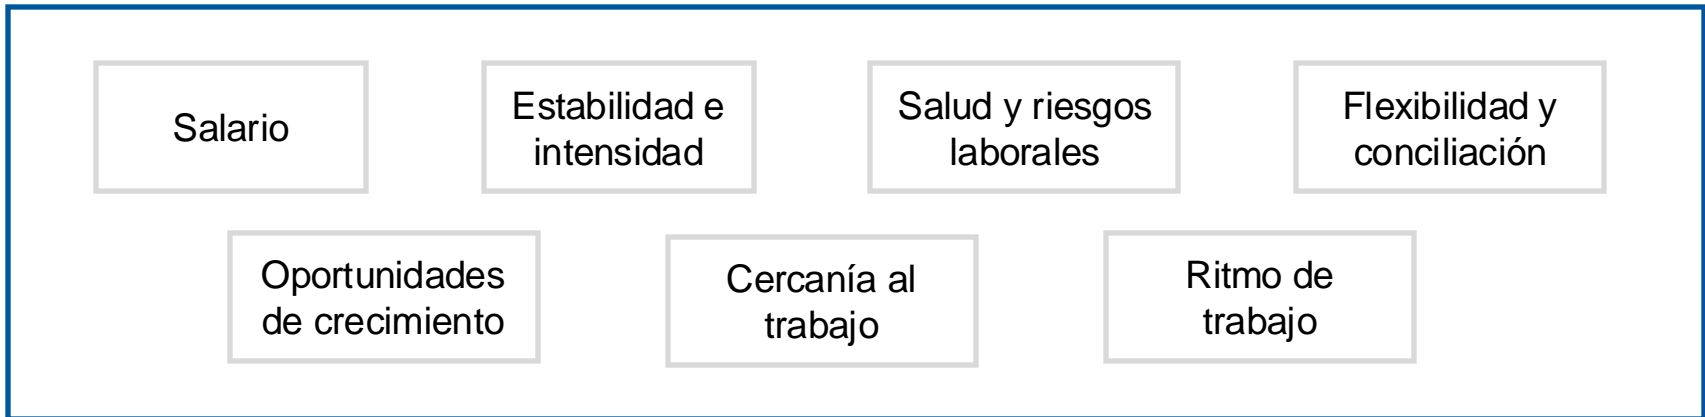 Salario
Estabilidad e
intensidad
Salud y riesgos
laborales
Flexibilidad y
conciliación
Oportunidades
de crecimiento
Cercanía al
trabajo
Ritmo de
trabajo